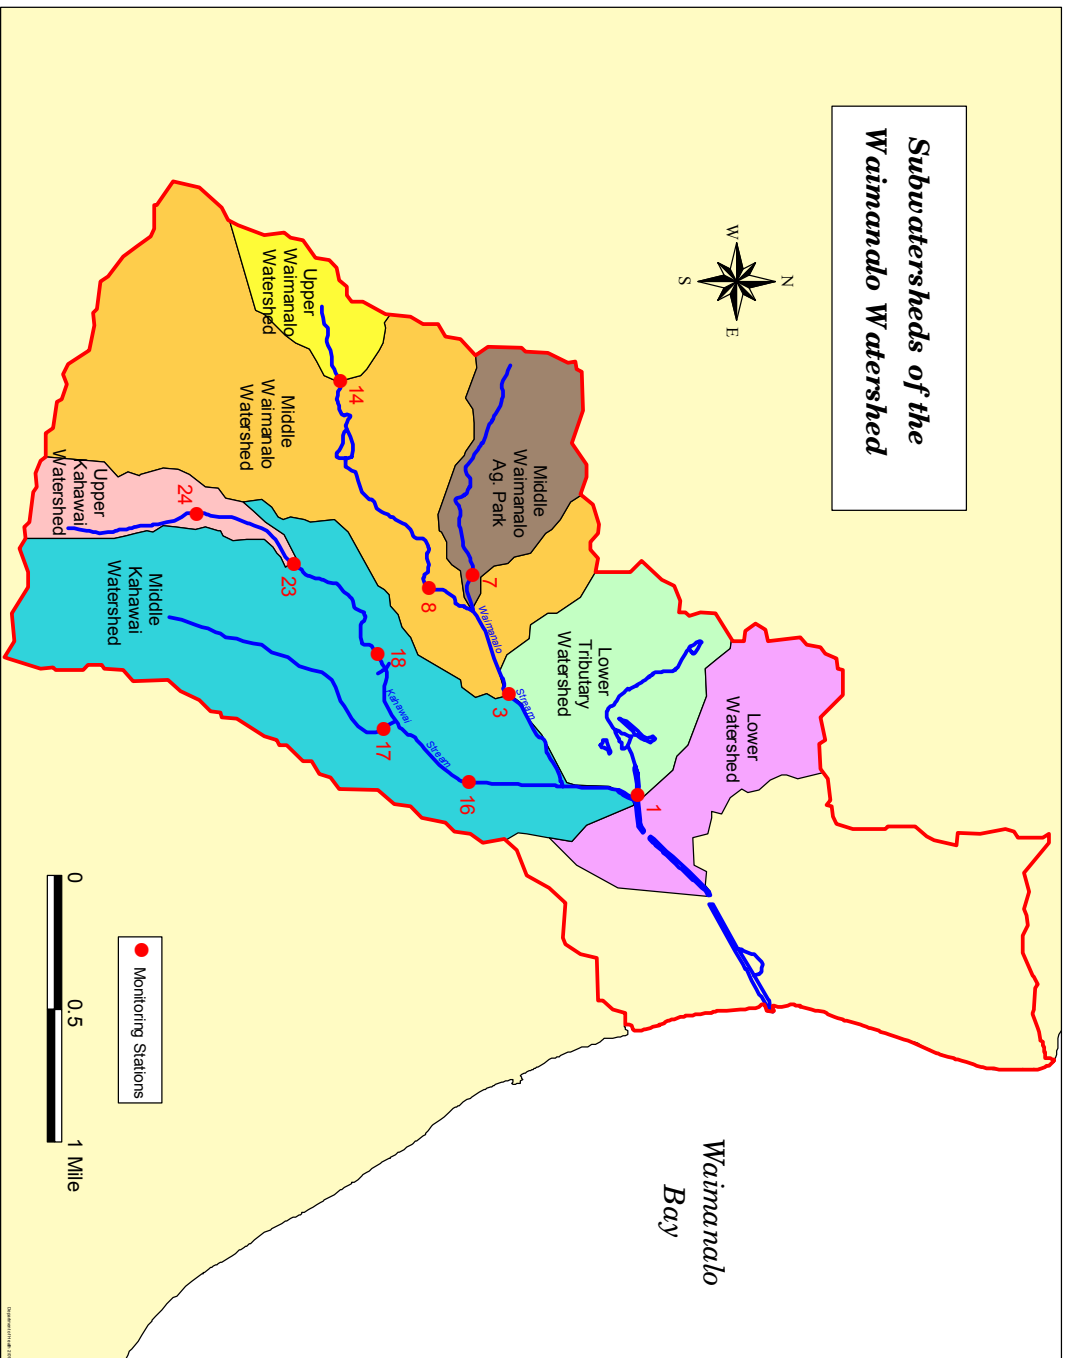 Subwatersheds of the
Waimanalo Watershed
N
W
E
S
Lower
Watershed
Lower
Tributary
Watershed
Middle
Waimanalo
Ag. Park
Upper
Waimanalo
Watershed
Middle
Waimanalo
Watershed
Upper
Kahawai
Watershed
Middle
Kahawai
Watershed
Waimanalo
Stream
Kahawai
Stream
1
3
7
8
14
16
17
18
23
24
Waimanalo
Bay
Monitoring Stations
0
0.5
1 Mile